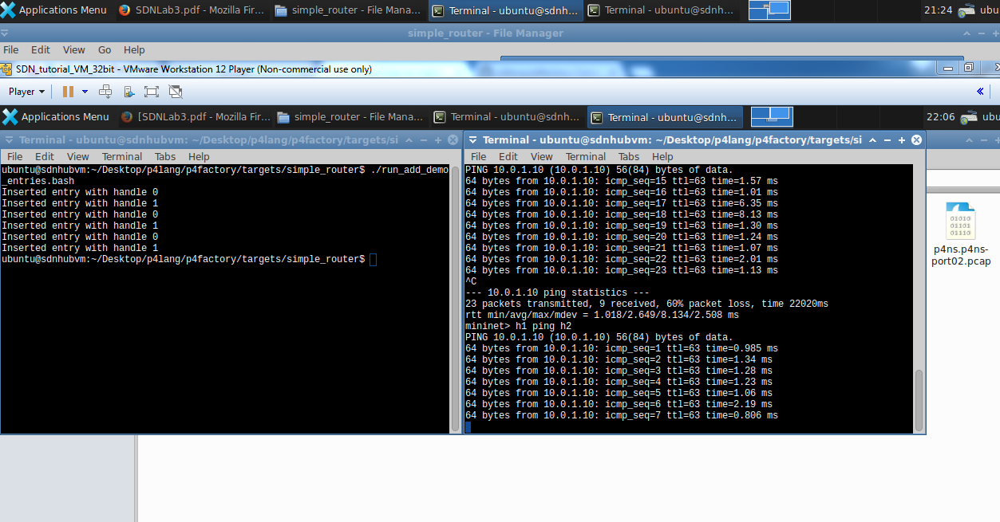 Applications Menu SDNLab3.pdf - Mozilla Fir... simple_router - File Mana... Terminal - ubuntu@sdnh... Terminal - ubuntu@sdnh... 21:24 ubu
simple_router - File Manager
File Edit View Go Help
SDN_tutorial_VM_32bit - VMware Workstation 12 Player (Non-commercial use only)
Player
Applications Menu [SDNLab3.pdf - Mozilla Fir... simple_router - File Mana... Terminal - ubuntu@sdnh... Terminal - ubuntu@sdnh... 22:06 ubu
Terminal - ubuntu@sdnhubvm: ~/Desktop/p4lang/p4factory/targets/si
File Edit View Terminal Tabs Help
ubuntu@sdnhubvm:~/Desktop/p4lang/p4factory/targets/simple_router$ ./run_add_demo
_entries.bash
Inserted entry with handle 0
Inserted entry with handle 1
Inserted entry with handle 0
Inserted entry with handle 1
Inserted entry with handle 0
Inserted entry with handle 1
ubuntu@sdnhubvm:~/Desktop/p4lang/p4factory/targets/simple_router$
Terminal - ubuntu@sdnhubvm: ~/Desktop/p4lang/p4factory/targets/si
File Edit View Terminal Tabs Help
PING 10.0.1.10 (10.0.1.10) 56(84) bytes of data.
64 bytes from 10.0.1.10: icmp_seq=15 ttl=63 time=1.57 ms
64 bytes from 10.0.1.10: icmp_seq=16 ttl=63 time=1.01 ms
64 bytes from 10.0.1.10: icmp_seq=17 ttl=63 time=6.35 ms
64 bytes from 10.0.1.10: icmp_seq=18 ttl=63 time=8.13 ms
64 bytes from 10.0.1.10: icmp_seq=19 ttl=63 time=1.30 ms
64 bytes from 10.0.1.10: icmp_seq=20 ttl=63 time=1.24 ms
64 bytes from 10.0.1.10: icmp_seq=21 ttl=63 time=1.07 ms
64 bytes from 10.0.1.10: icmp_seq=22 ttl=63 time=2.01 ms
64 bytes from 10.0.1.10: icmp_seq=23 ttl=63 time=1.13 ms
^C
--- 10.0.1.10 ping statistics ---
23 packets transmitted, 9 received, 60% packet loss, time 22020ms
rtt min/avg/max/mdev = 1.018/2.649/8.134/2.508 ms
mininet> h1 ping h2
PING 10.0.1.10 (10.0.1.10) 56(84) bytes of data.
64 bytes from 10.0.1.10: icmp_seq=1 ttl=63 time=0.985 ms
64 bytes from 10.0.1.10: icmp_seq=2 ttl=63 time=1.34 ms
64 bytes from 10.0.1.10: icmp_seq=3 ttl=63 time=1.28 ms
64 bytes from 10.0.1.10: icmp_seq=4 ttl=63 time=1.23 ms
64 bytes from 10.0.1.10: icmp_seq=5 ttl=63 time=1.06 ms
64 bytes from 10.0.1.10: icmp_seq=6 ttl=63 time=2.19 ms
64 bytes from 10.0.1.10: icmp_seq=7 ttl=63 time=0.806 ms
01010
01101
01110
p4ns.p4ns-
port02.pcap